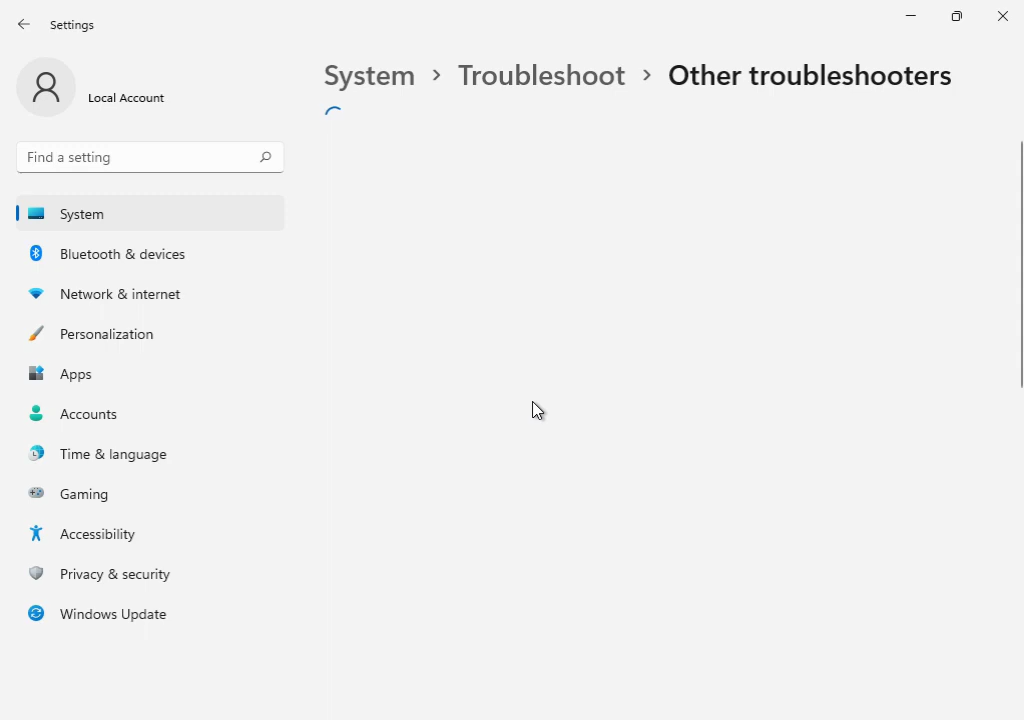 Settings
Local Account
Find a setting
System
Bluetooth & devices
Network & internet
Personalization
Apps
Accounts
Time & language
Gaming
Accessibility
Privacy & security
Windows Update
System > Troubleshoot > Other troubleshooters